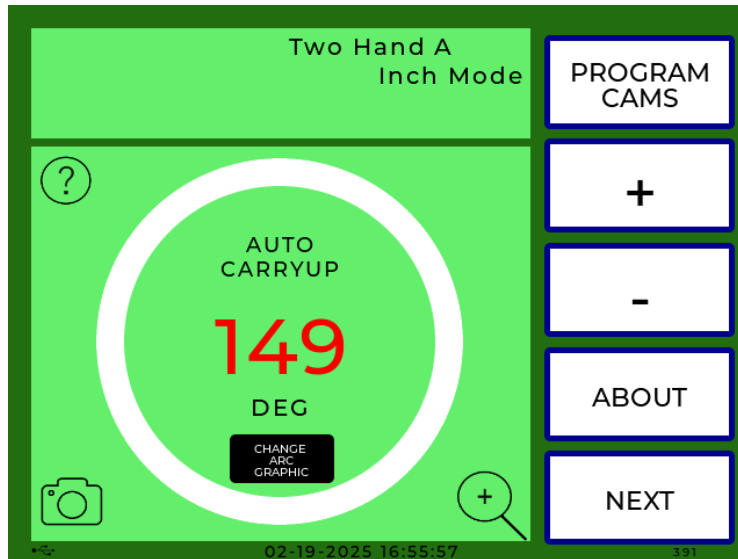 Two Hand A
Inch Mode
?
AUTO
CARRYUP
149
DEG
CHANGE
ARC
GRAPHIC
+
02-19-2025 16:55:57
PROGRAM
CAMS
+
-
ABOUT
NEXT
391